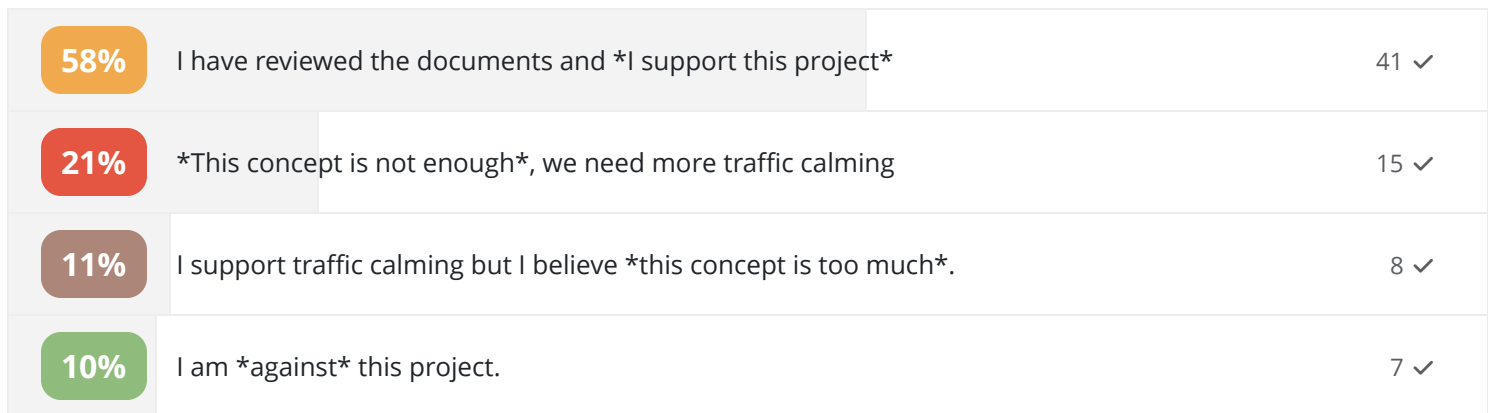 58% I have reviewed the documents and *I support this project* 41
21% *This concept is not enough*, we need more traffic calming 15
11% I support traffic calming but I believe *this concept is too much*. 8
10% I am *against* this project. 7